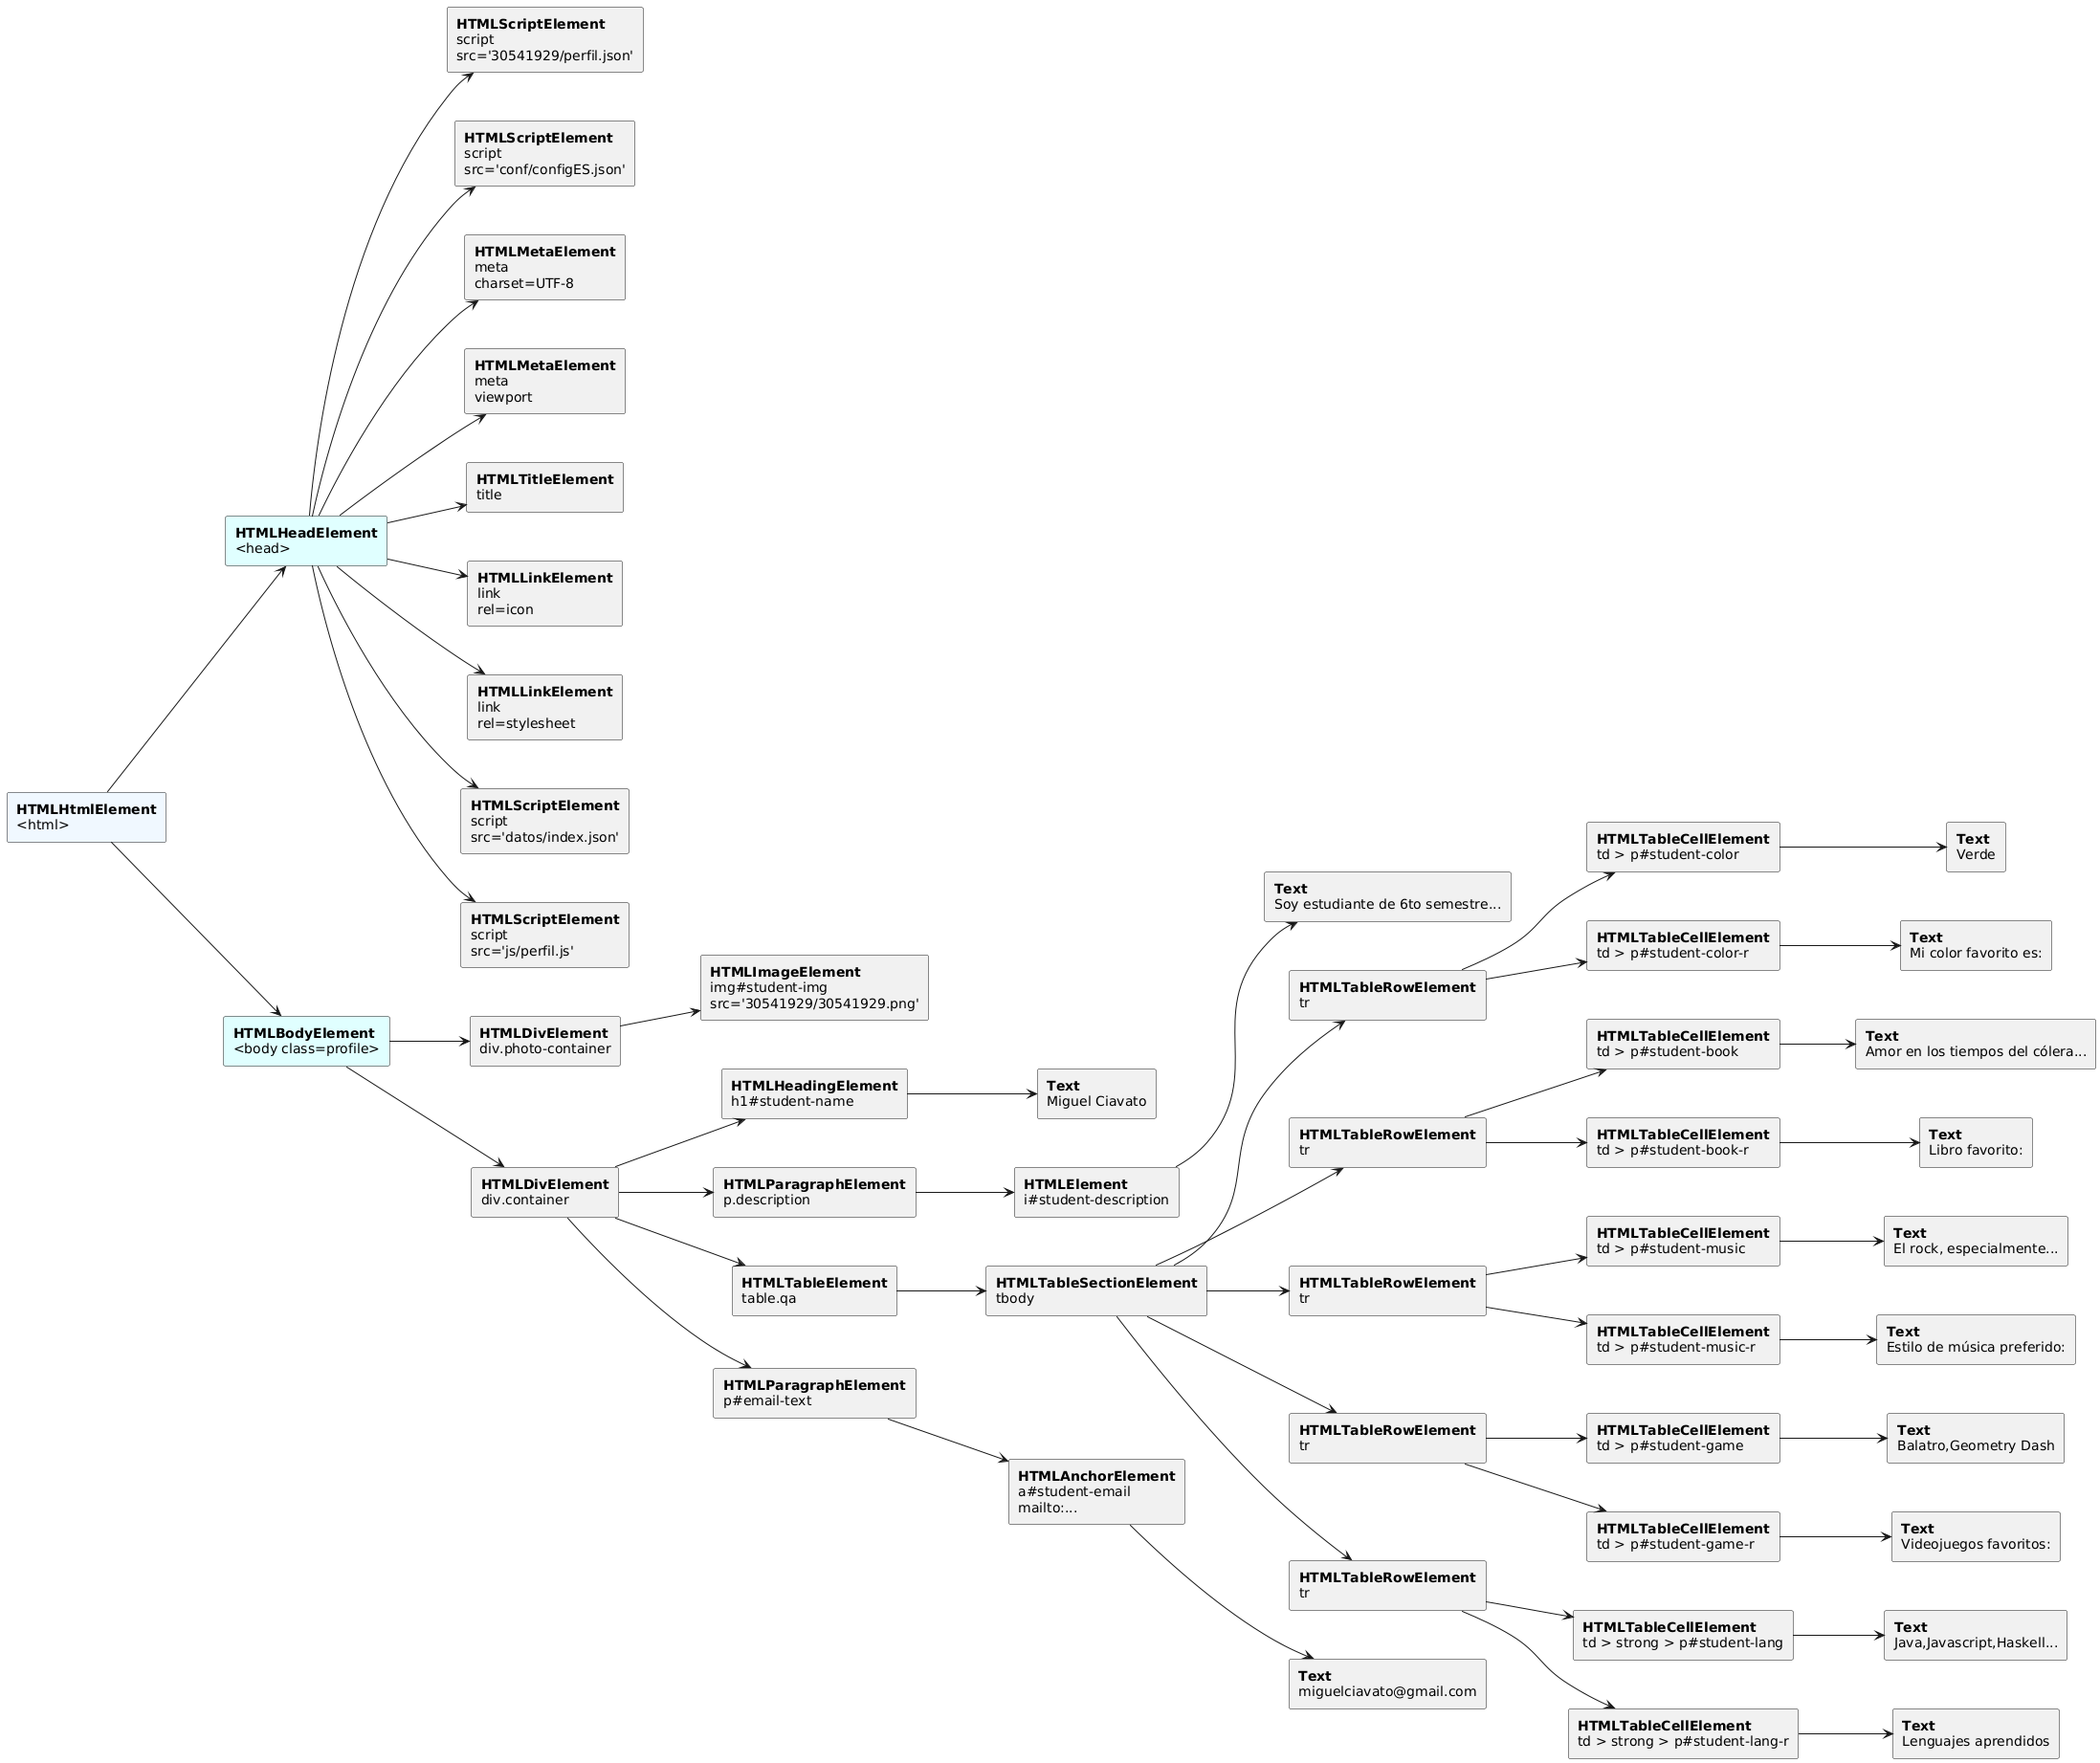 HTMLScriptElement
script
src='30541929/perfil.json'
HTMLScriptElement
script
src='conf/configES.json'
HTMLMetaElement
meta
charset=UTF-8
HTMLMetaElement
meta
viewport
HTMLTitleElement
title
HTMLHeadElement
<head>
HTMLLinkElement
link
rel=icon
HTMLLinkElement
link
rel=stylesheet
HTMLHtmlElement
<html>
HTMLScriptElement
script
src='datos/index.json'
HTMLScriptElement
script
src='js/perfil.js'
HTMLBodyElement
<body class=profile>
HTMLDivElement
div.photo-container
HTMLImageElement
img#student-img
src='30541929/30541929.png'
HTMLDivElement
div.container
HTMLHeadingElement
h1#student-name
Text
Miguel Ciavato
HTMLParagraphElement
p.description
HTMLElement
i#student-description
Text
Soy estudiante de 6to semestre...
HTMLTableElement
table.qa
HTMLTableSectionElement
tbody
HTMLTableRowElement
tr
HTMLTableCellElement
td > p#student-color
Text
Verde
HTMLTableCellElement
td > p#student-color-r
Text
Mi color favorito es:
HTMLTableRowElement
tr
HTMLTableCellElement
td > p#student-book
Text
Amor en los tiempos del cólera...
HTMLTableCellElement
td > p#student-book-r
Text
Libro favorito:
HTMLTableRowElement
tr
HTMLTableCellElement
td > p#student-music
Text
El rock, especialmente...
HTMLTableCellElement
td > p#student-music-r
Text
Estilo de música preferido:
HTMLTableRowElement
tr
HTMLTableCellElement
td > p#student-game
Text
Balatro,Geometry Dash
HTMLTableCellElement
td > p#student-game-r
Text
Videojuegos favoritos:
HTMLTableRowElement
tr
HTMLTableCellElement
td > strong > p#student-lang
Text
Java,Javascript,Haskell...
HTMLTableCellElement
td > strong > p#student-lang-r
Text
Lenguajes aprendidos
HTMLParagraphElement
p#email-text
HTMLAnchorElement
a#student-email
mailto:...
Text
miguelciavato@gmail.com